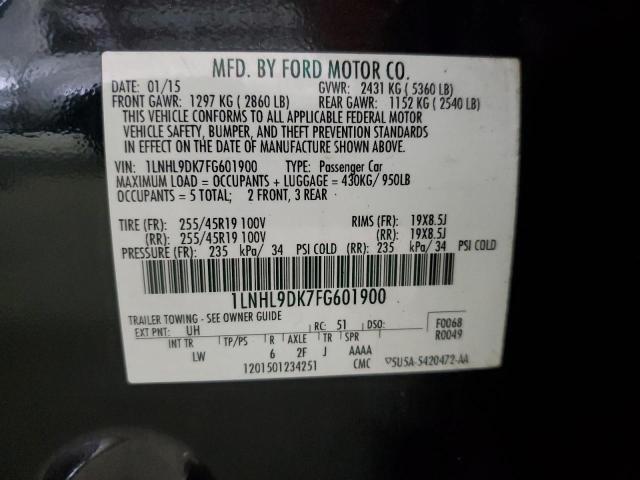 MFD. BY FORD MOTOR CO.
DATE: 01/15 GVWR: 2431 KG ( 5360 LB)
FRONT GAWR: 1297 KG ( 2860 LB) REAR GAWR: 1152 KG ( 2540 LB)
THIS VEHICLE CONFORMS TO ALL APPLICABLE FEDERAL MOTOR
VEHICLE SAFETY, BUMPER, AND THEFT PREVENTION STANDARDS
IN EFFECT ON THE DATE OF MANUFACTURE SHOWN ABOVE.
VIN: 1LNHL9DK7FG601900 TYPE: Passenger Car
MAXIMUM LOAD = OCCUPANTS + LUGGAGE = 430KG/ 950LB
OCCUPANTS = 5 TOTAL; 2 FRONT, 3 REAR
TIRE (FR): 255/45R19 100V RIMS (FR): 19X8.5J
(RR): 255/45R19 100V (RR): 19X8.5J
PRESSURE (FR): 235 kPa/ 34 PSI COLD (RR): 235 kPa/ 34 PSI COLD
1LNHL9DK7FG601900
TRAILER TOWING - SEE OWNER GUIDE
EXT PNT: UH RC: 51 DSO: F0068
INT TR TP/PS R AXLE TR SPR R0049
LW 6 2F J AAAA
1201501234251 CMC ▽5U5A-5420472-AA